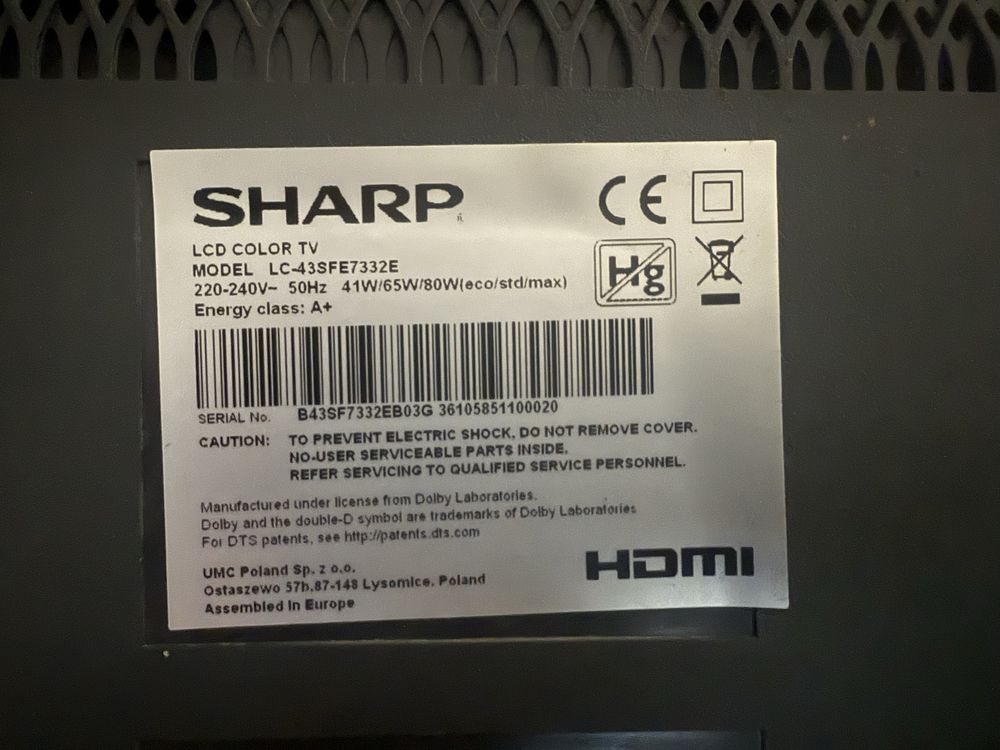 SHARP
LCD COLOR TV
MODEL LC-43SFE7332E
220-240V~ 50Hz 41W/65W/80W(eco/std/max)
Energy class: A+
CE
Hg
SERIAL No. B43SF7332EB03G 36105851100020
CAUTION: TO PREVENT ELECTRIC SHOCK, DO NOT REMOVE COVER.
NO-USER SERVICEABLE PARTS INSIDE.
REFER SERVICING TO QUALIFIED SERVICE PERSONNEL.
Manufactured under license from Dolby Laboratories.
Dolby and the double-D symbol are trademarks of Dolby Laboratories
For DTS patents, see http://patents.dts.com
UMC Poland Sp. z o.o.
Ostaszewo 57b,87-148 Lysomice, Poland
Assembled In Europe
HDMI